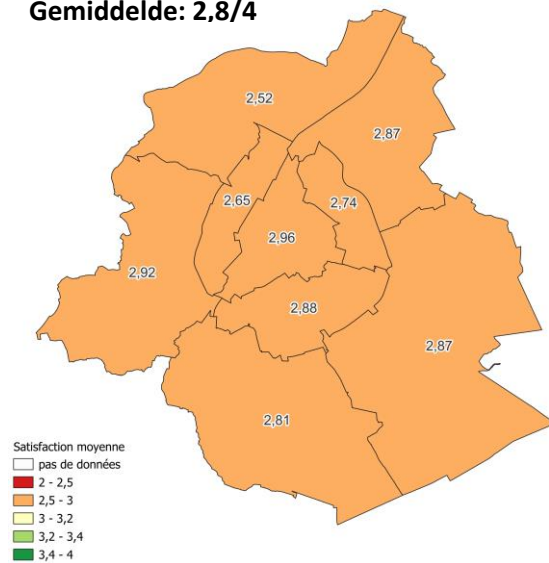 Gemiddelde: 2,8/4
2,52
2,87
2,65
2,74
2,96
2,92
2,88
2,87
2,81
Satisfaction moyenne
pas de données
2 - 2,5
2,5 - 3
3 - 3,2
3,2 - 3,4
3,4 - 4